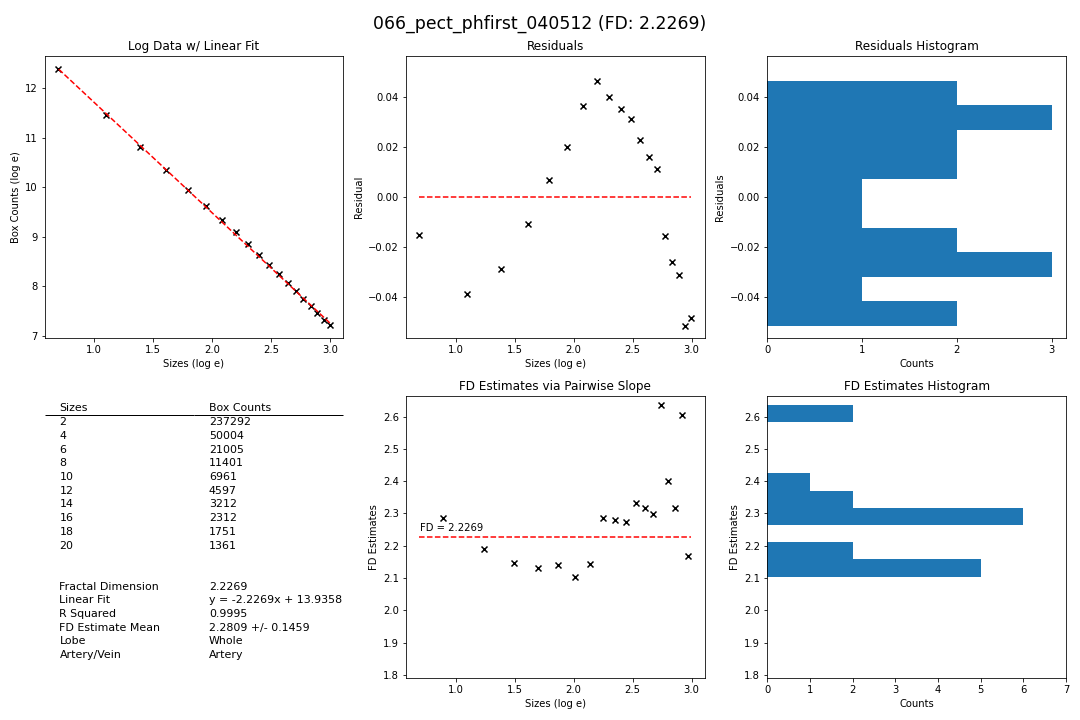 066_pect_phfirst_040512 (FD: 2.2269)
Log Data w/ Linear Fit
Box Counts (log e)
12
11
10
9
8
7
1.0 1.5 2.0 2.5 3.0
Sizes (log e)
Residuals
Residual
0.04
0.02
0.00
−0.02
−0.04
1.0 1.5 2.0 2.5 3.0
Sizes (log e)
Residuals Histogram
Residuals
0.04
0.02
0.00
−0.02
−0.04
0 1 2 3
Counts
Sizes Box Counts
2 237292
4 50004
6 21005
8 11401
10 6961
12 4597
14 3212
16 2312
18 1751
20 1361
Fractal Dimension 2.2269
Linear Fit y = -2.2269x + 13.9358
R Squared 0.9995
FD Estimate Mean 2.2809 +/- 0.1459
Lobe Whole
Artery/Vein Artery
FD Estimates via Pairwise Slope
FD Estimates
2.6
2.5
2.4
2.3
2.2
2.1
2.0
1.9
1.8
FD = 2.2269
1.0 1.5 2.0 2.5 3.0
Sizes (log e)
FD Estimates Histogram
FD Estimates
2.6
2.5
2.4
2.3
2.2
2.1
2.0
1.9
1.8
0 1 2 3 4 5 6 7
Counts